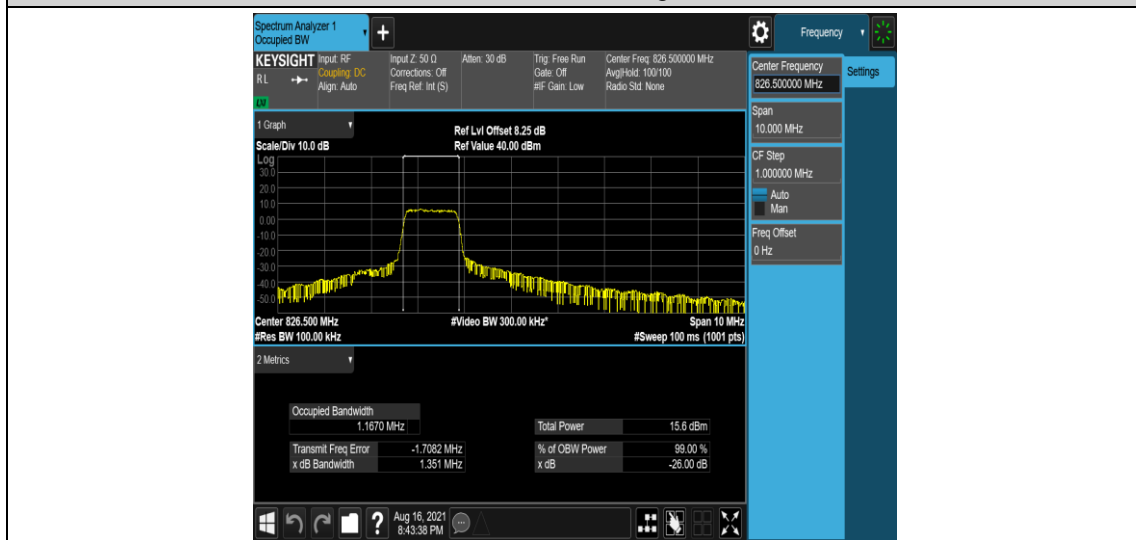 Spectrum Analyzer 1
Occupied BW
Frequency
KEYSIGHT
Input: RF
Input Z: 50 Ω
Atten: 30 dB
Trig: Free Run
Center Freq: 826.500000 MHz
RL
Coupling: DC
Corrections: Off
Gate: Off
Avg|Hold: 100/100
Align: Auto
Freq Ref: Int (S)
#IF Gain: Low
Radio Std: None
LXI
Center Frequency
826.500000 MHz
Settings
Span
10.000 MHz
CF Step
1.000000 MHz
Auto
Man
Freq Offset
0 Hz
1 Graph
Ref Lvl Offset 8.25 dB
Scale/Div 10.0 dB
Ref Value 40.00 dBm
Log
30.0
20.0
10.0
0.00
-10.0
-20.0
-30.0
-40.0
-50.0
Center 826.500 MHz
#Video BW 300.00 kHz*
Span 10 MHz
#Res BW 100.00 kHz
#Sweep 100 ms (1001 pts)
2 Metrics
Occupied Bandwidth
1.1670 MHz
Total Power
15.6 dBm
Transmit Freq Error
-1.7082 MHz
% of OBW Power
99.00 %
x dB Bandwidth
1.351 MHz
x dB
-26.00 dB
?
Aug 16, 2021
8:43:38 PM